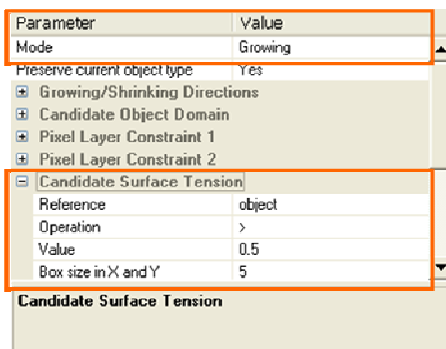 Parameter Value
Mode Growing
Preserve current object type Yes
Growing/Shrinking Directions
Candidate Object Domain
Pixel Layer Constraint 1
Pixel Layer Constraint 2
Candidate Surface Tension
Reference object
Operation >
Value 0.5
Box size in X and Y 5
Candidate Surface Tension